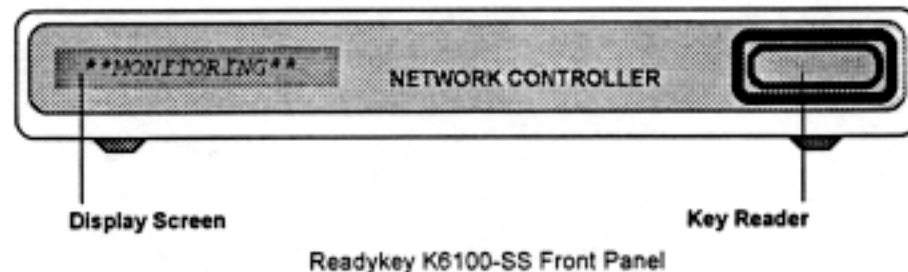 **MONITORING**
NETWORK CONTROLLER
Display Screen
Key Reader
Readykey K6100-SS Front Panel